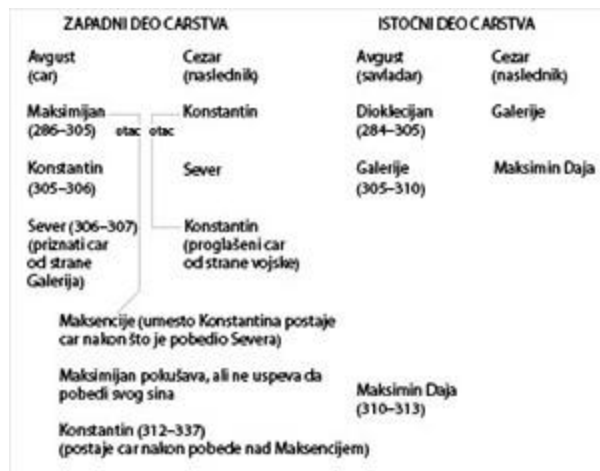 ZAPADNI DEO CARSTVA
ISTOČNI DEO CARSTVA
Avgust
(car)
Cezar
(naslednik)
Avgust
(savladar)
Cezar
(naslednik)
Maksimijan
(286–305)
otac
otac
Konstantin
Dioklecijan
(284–305)
Galerije
Konstantin
(305–306)
Sever
Galerije
(305–310)
Maksimin Daja
Sever (306–307)
(priznati car
od strane
Galerija)
Konstantin
(proglašeni car
od strane vojske)
Maksencije (umesto Konstantina postaje
car nakon što je pobedio Severa)
Maksimijan pokušava, ali ne uspeva da
pobedi svog sina
Maksimin Daja
(310–313)
Konstantin (312–337)
(postaje car nakon pobede nad Maksencijem)